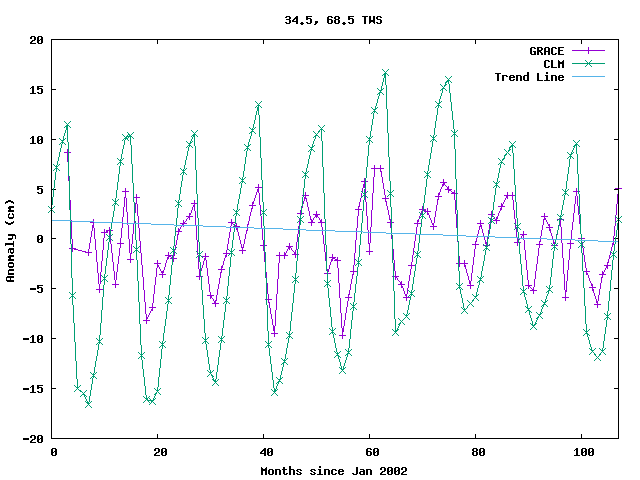 34.5, 68.5 TWS
20
15
10
5
0
-5
-10
-15
-20
Anomaly (cm)
GRACE
CLM
Trend Line
0 20 40 60 80 100
Months since Jan 2002